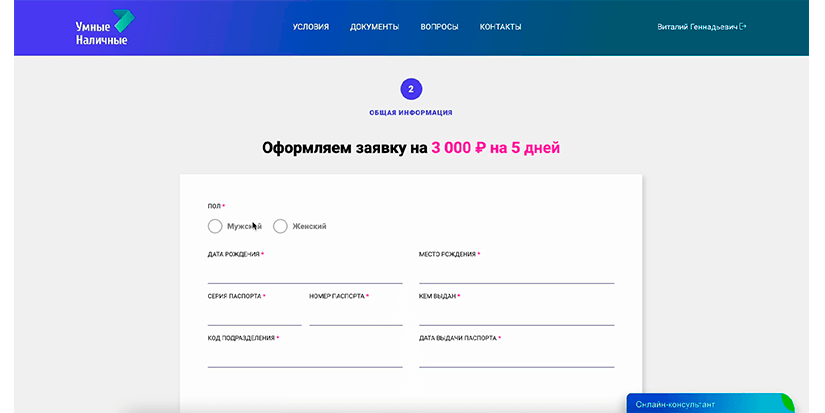 Умные
Наличные
УСЛОВИЯ ДОКУМЕНТЫ ВОПРОСЫ КОНТАКТЫ
Виталий Геннадьевич
2
ОБЩАЯ ИНФОРМАЦИЯ
Оформляем заявку на 3 000 ₽ на 5 дней
ПОЛ *
Мужской Женский
ДАТА РОЖДЕНИЯ * МЕСТО РОЖДЕНИЯ *
СЕРИЯ ПАСПОРТА * НОМЕР ПАСПОРТА * КЕМ ВЫДАН *
КОД ПОДРАЗДЕЛЕНИЯ * ДАТА ВЫДАЧИ ПАСПОРТА *
Онлайн-консультант